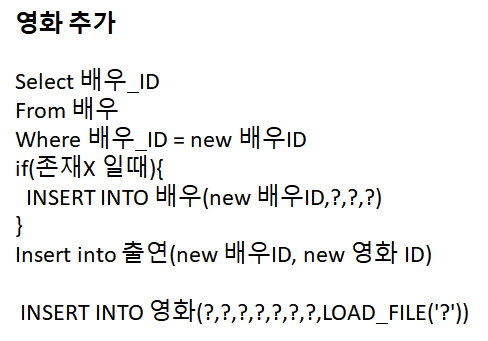 영화 추가
Select 배우_ID
From 배우
Where 배우_ID = new 배우ID
if(존재X 일때){
INSERT INTO 배우(new 배우ID,?,?,?)
}
Insert into 출연(new 배우ID, new 영화 ID)
INSERT INTO 영화(?,?,?,?,?,?,?,LOAD_FILE('?'))